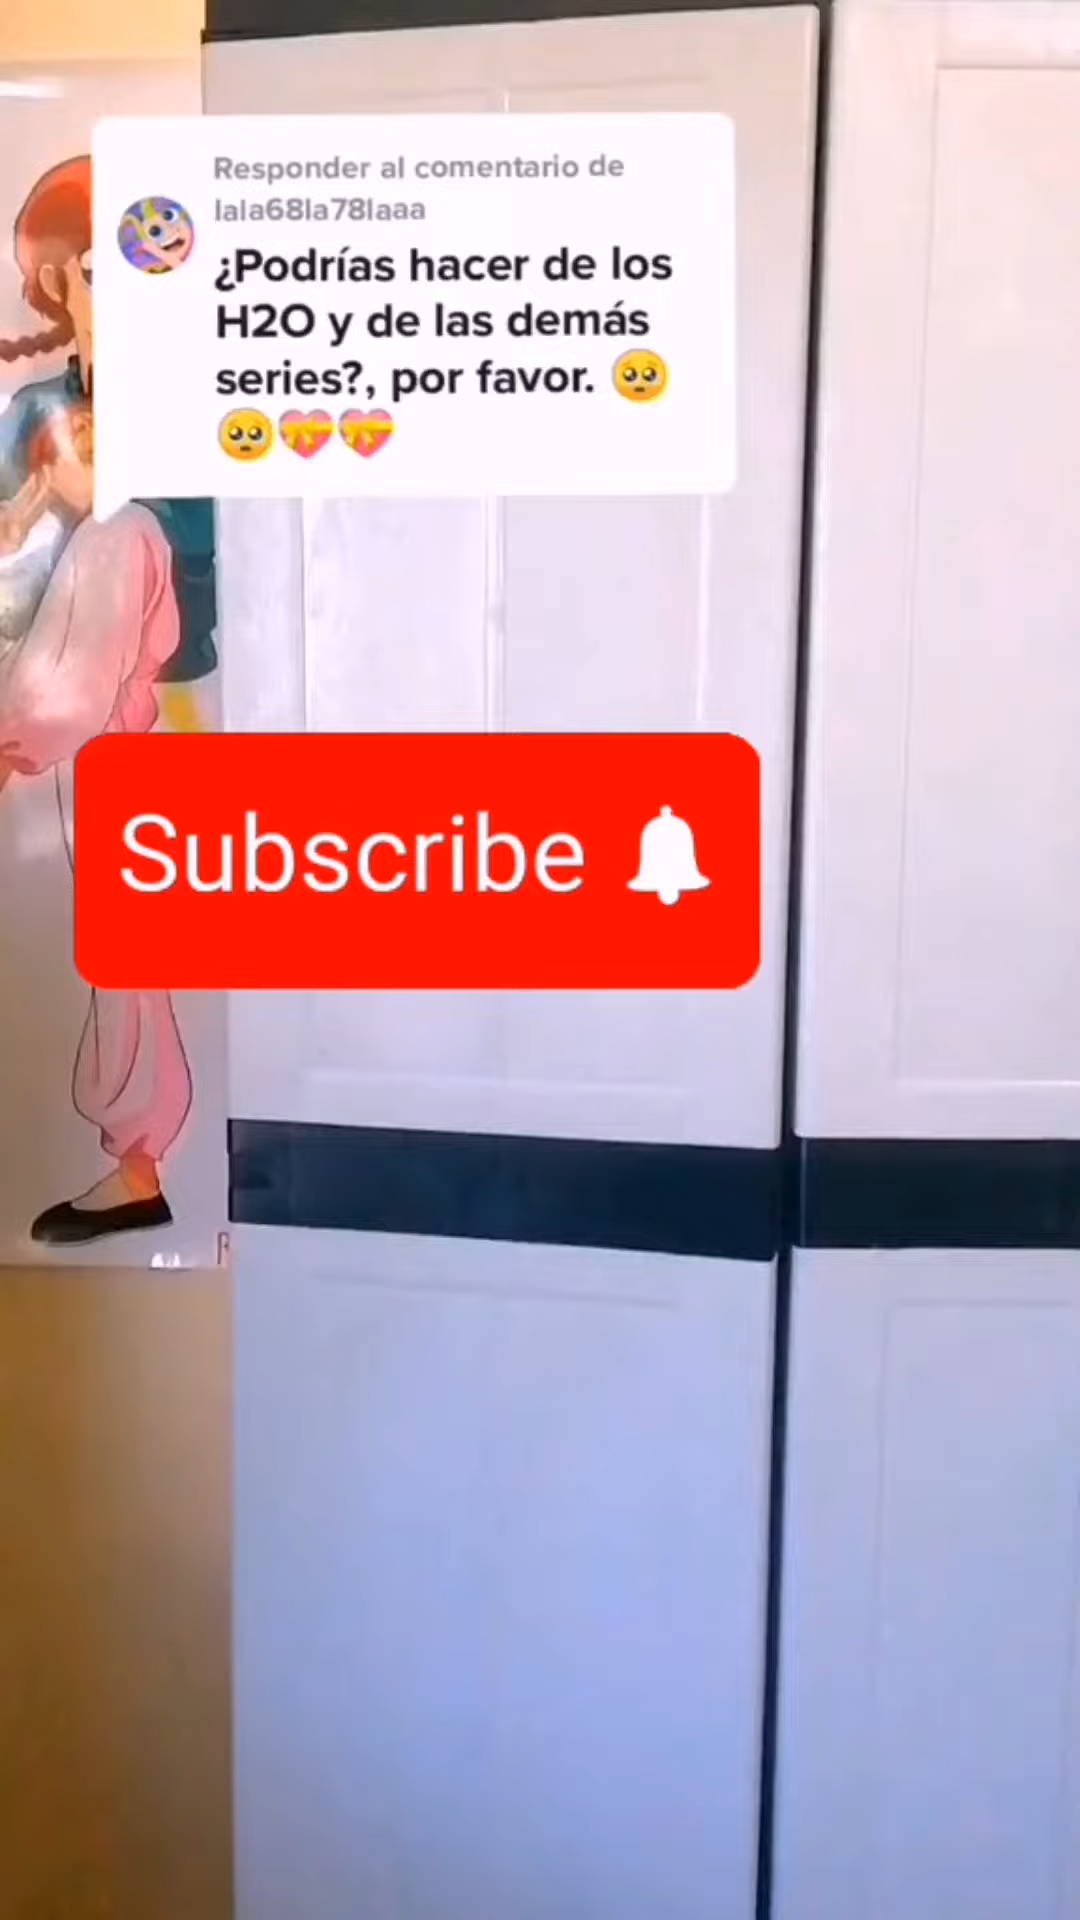 Responder al comentario de
lala68la78laaa
¿Podrías hacer de los
H2O y de las demás
series?, por favor. 🥺
🥺💝💝
Subscribe
R